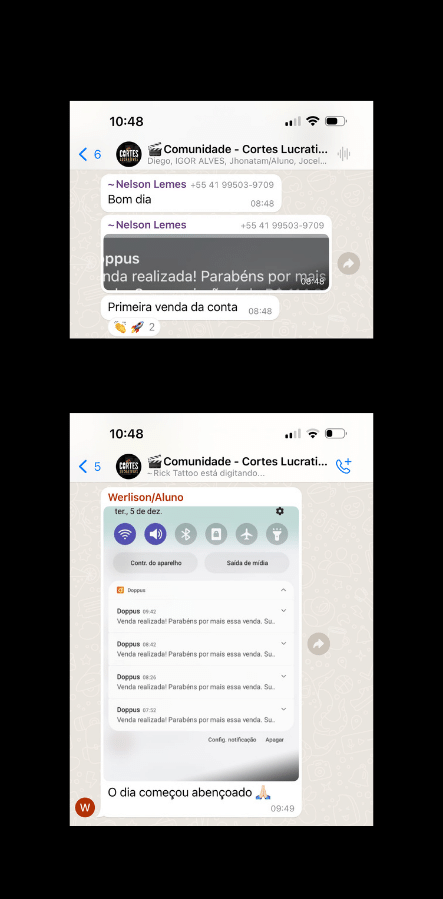 10:48
6
CORTES
🎬Comunidade - Cortes Lucrati...
Diego, IGOR ALVES, Jhonatam/Aluno, Jocel...
~Nelson Lemes +55 41 99503-9709
Bom dia
08:48
~Nelson Lemes +55 41 99503-9709
oppus
nda realizada! Parabéns por mais
08:48
Primeira venda da conta
08:48
👏🚀 2
10:48
5
CORTES
🎬Comunidade - Cortes Lucrati...
~Rick Tattoo está digitando...
Werlison/Aluno
ter., 5 de dez.
Contr. do aparelho Saída de mídia
Doppus
Doppus 09:42
Venda realizada! Parabéns por mais essa venda. Su..
Doppus 08:42
Venda realizada! Parabéns por mais essa venda. Su..
Doppus 08:26
Venda realizada! Parabéns por mais essa venda. Su..
Doppus 07:52
Venda realizada! Parabéns por mais essa venda. Su..
Config. notificação Apagar
O dia começou abençoado 🙏🏻
09:49
W